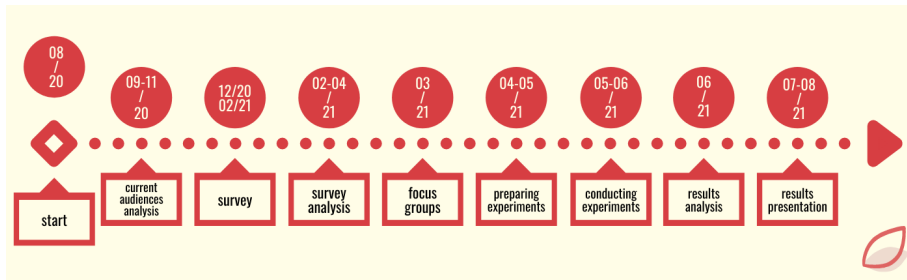 08
/
20
09-11
/
20
12/20
02/21
02-04
/
21
03
/
21
04-05
/
21
05-06
/
21
06
/
21
07-08
/
21
start
current
audiences
analysis
survey
survey
analysis
focus
groups
preparing
experiments
conducting
experiments
results
analysis
results
presentation